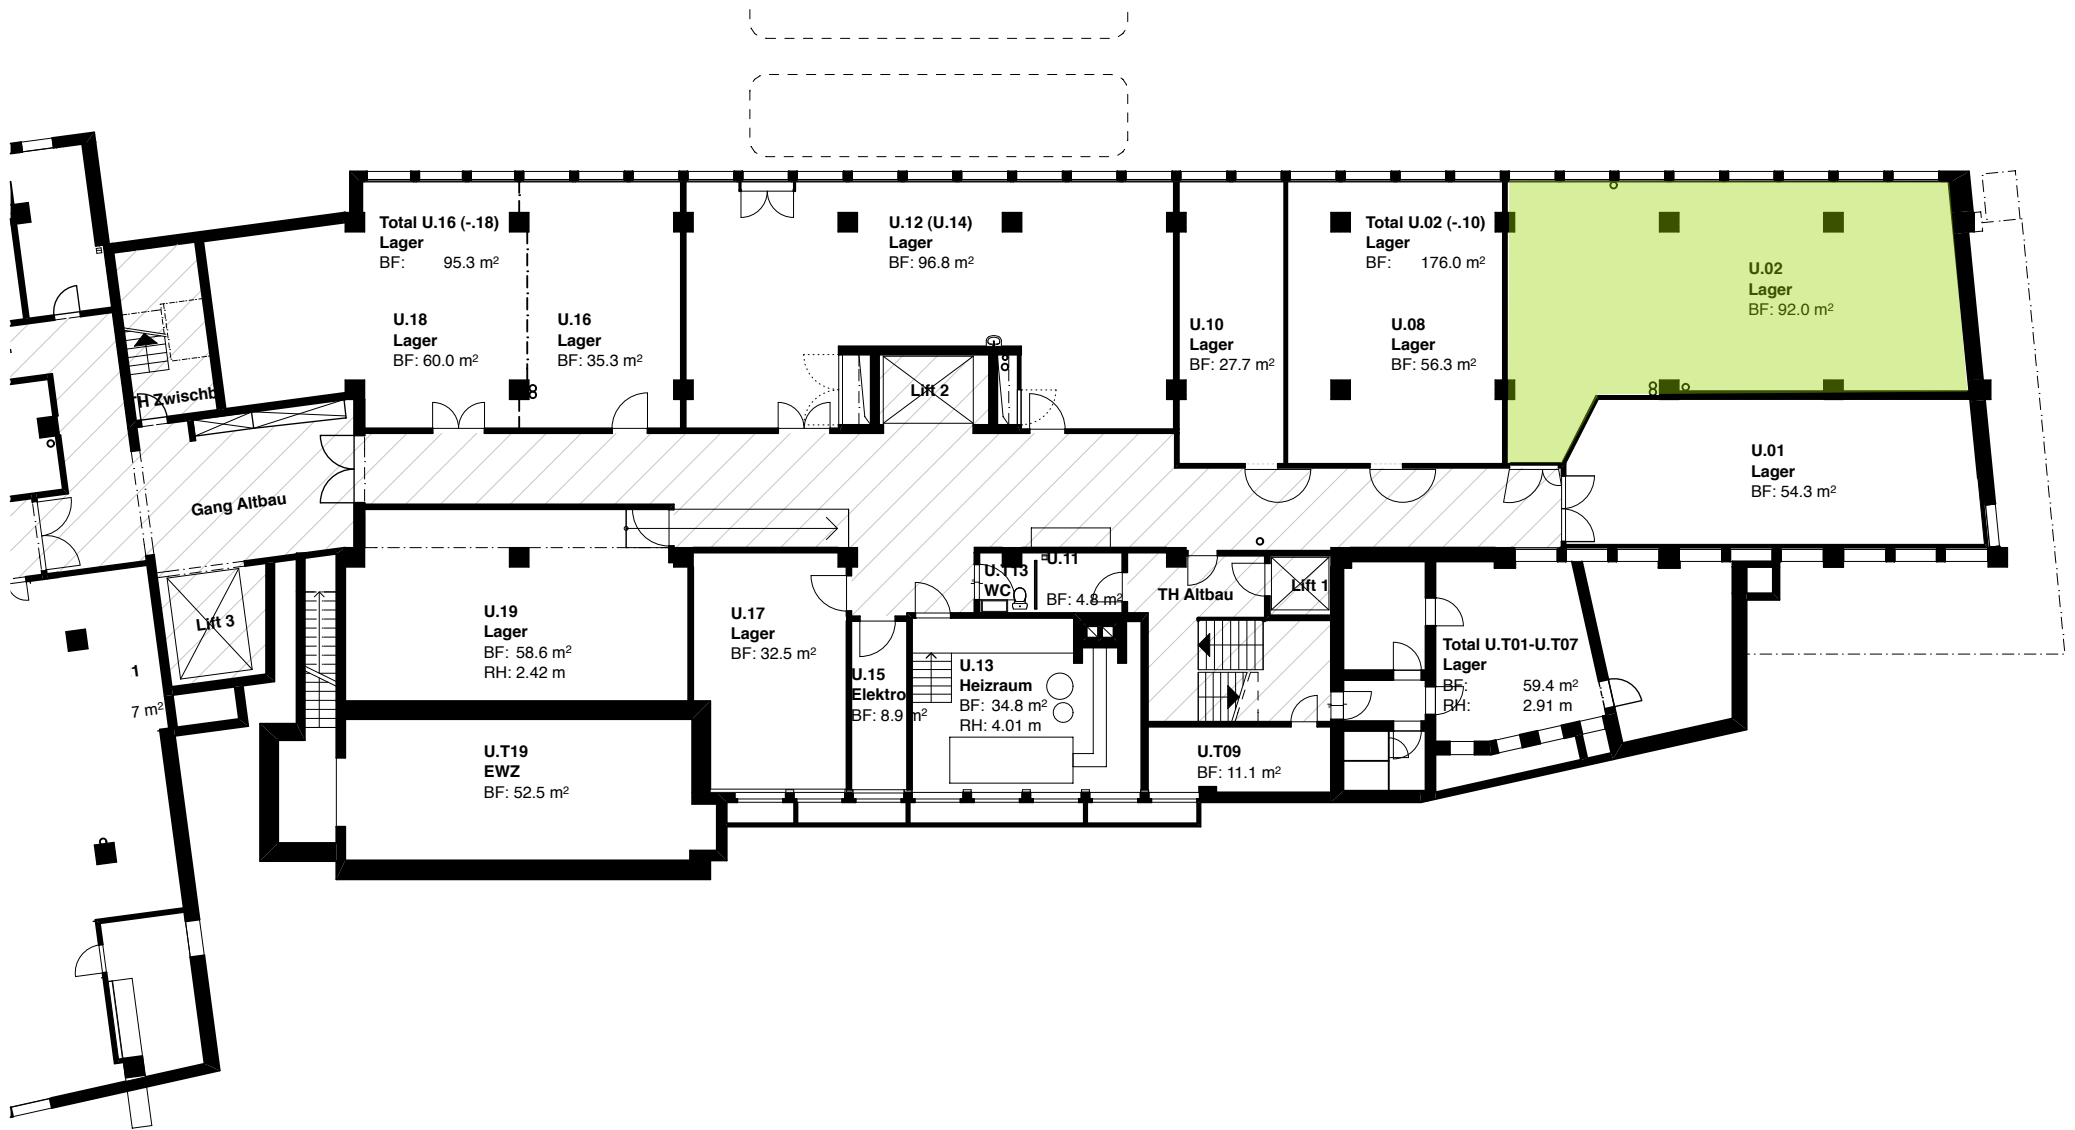 Total U.16 (-.18)
Lager
BF: 95.3 m²
U.12 (U.14)
Lager
BF: 96.8 m²
Total U.02 (-.10)
Lager
BF: 176.0 m²
U.02
Lager
BF: 92.0 m²
U.18
Lager
BF: 60.0 m²
U.16
Lager
BF: 35.3 m²
U.10
Lager
BF: 27.7 m²
U.08
Lager
BF: 56.3 m²
TH Zwischb
Lift 2
U.01
Lager
BF: 54.3 m²
Gang Altbau
U.19
Lager
BF: 58.6 m²
RH: 2.42 m
U.17
Lager
BF: 32.5 m²
WC
U.11
BF: 4.8 m²
TH Altbau
Lift 1
Lift 3
1
7 m²
U.15
Elektro
BF: 8.9 m²
U.13
Heizraum
BF: 34.8 m²
RH: 4.01 m
Total U.T01-U.T07
Lager
BF: 59.4 m²
RH: 2.91 m
U.T19
EWZ
BF: 52.5 m²
U.T09
BF: 11.1 m²